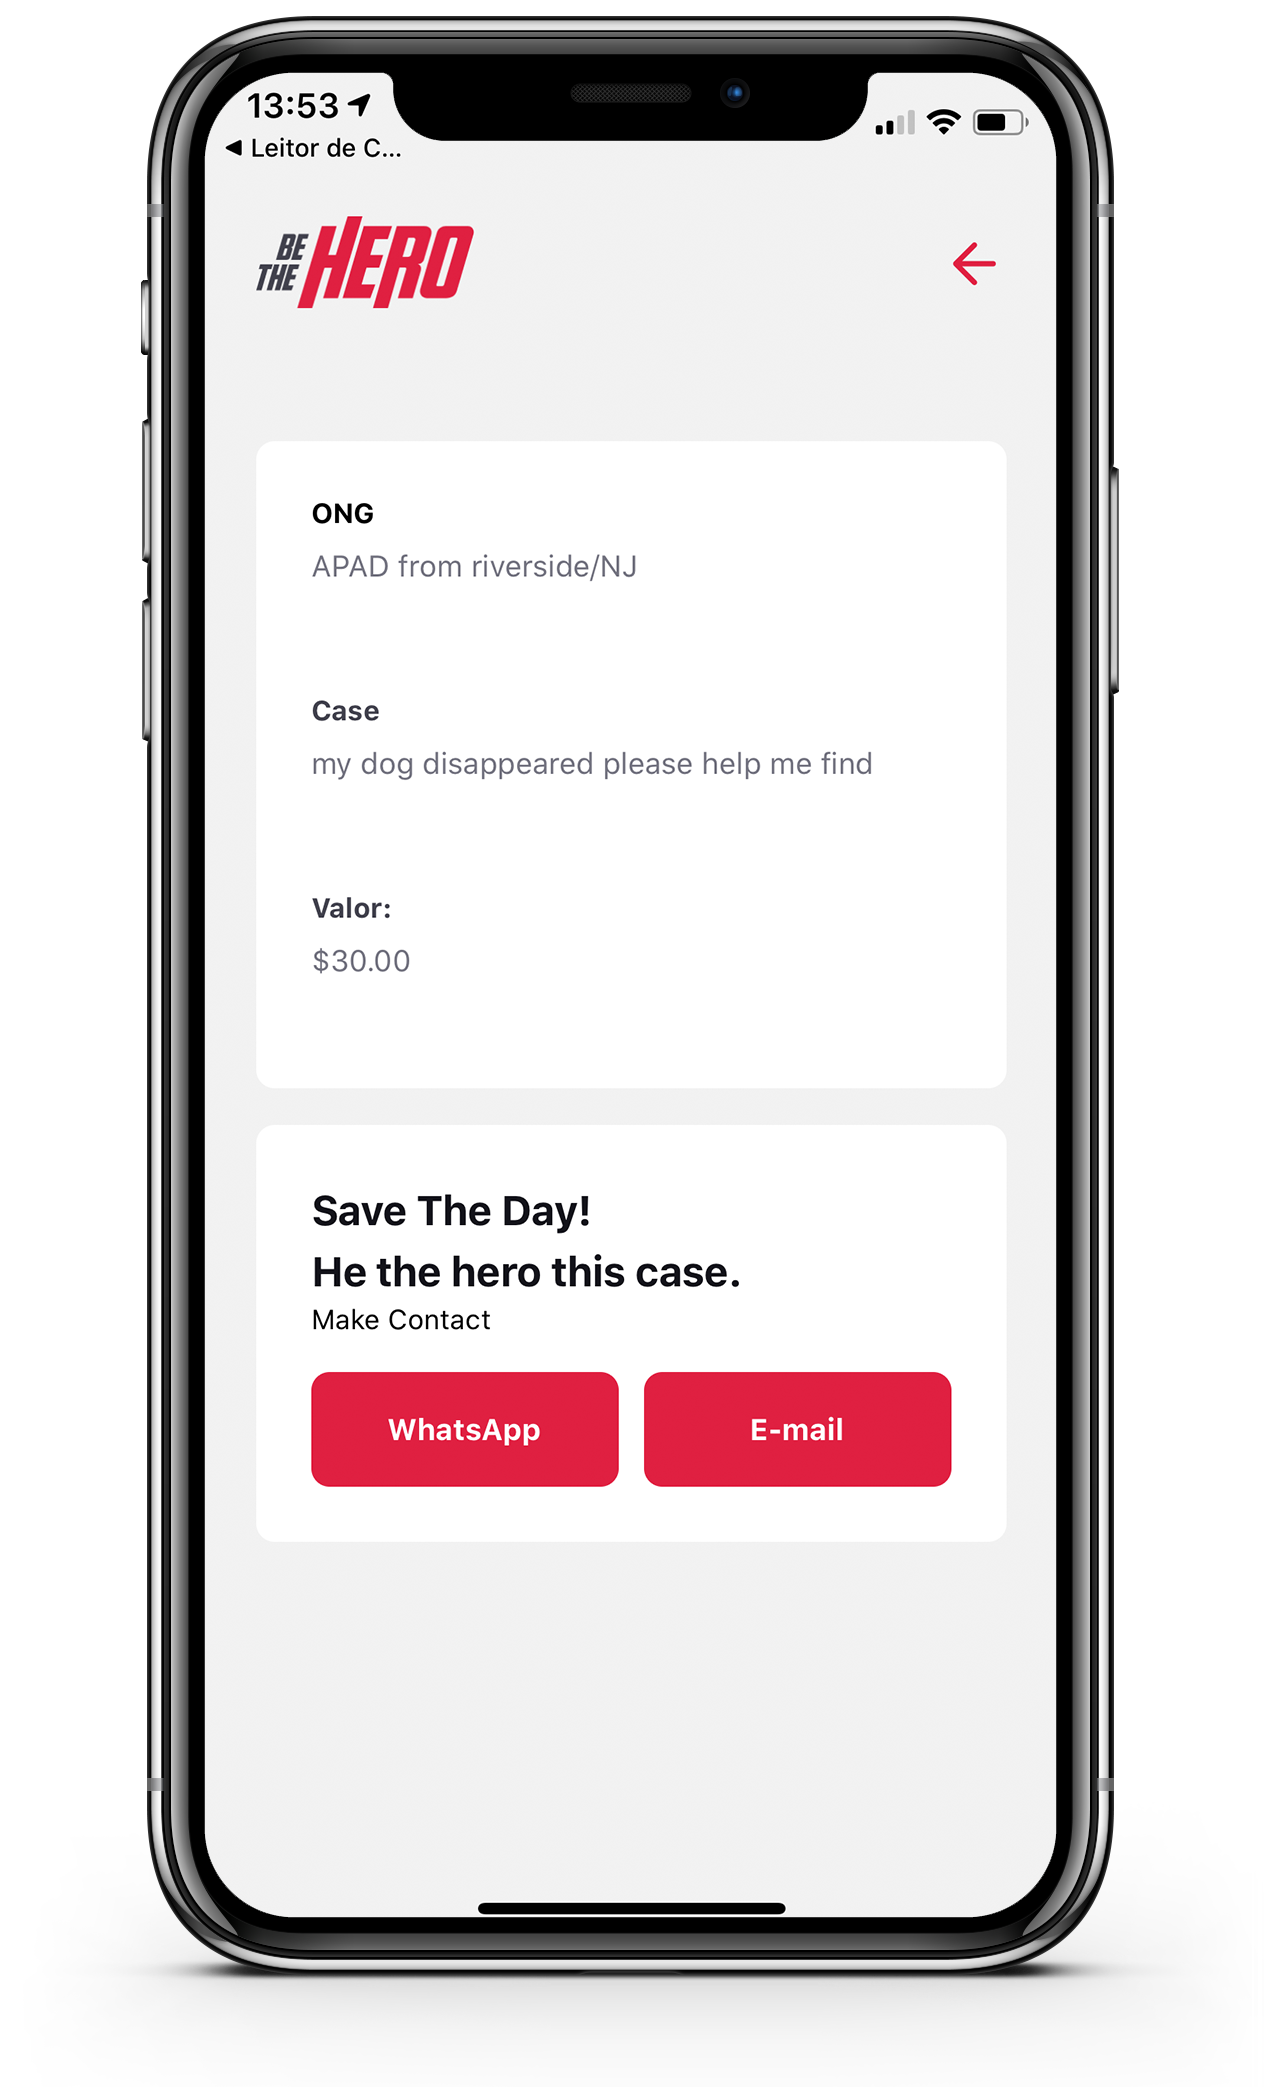 13:53
◀ Leitor de C...
BE
THE HERO
ONG
APAD from riverside/NJ
Case
my dog disappeared please help me find
Valor:
$30.00
Save The Day!
He the hero this case.
Make Contact
WhatsApp
E-mail